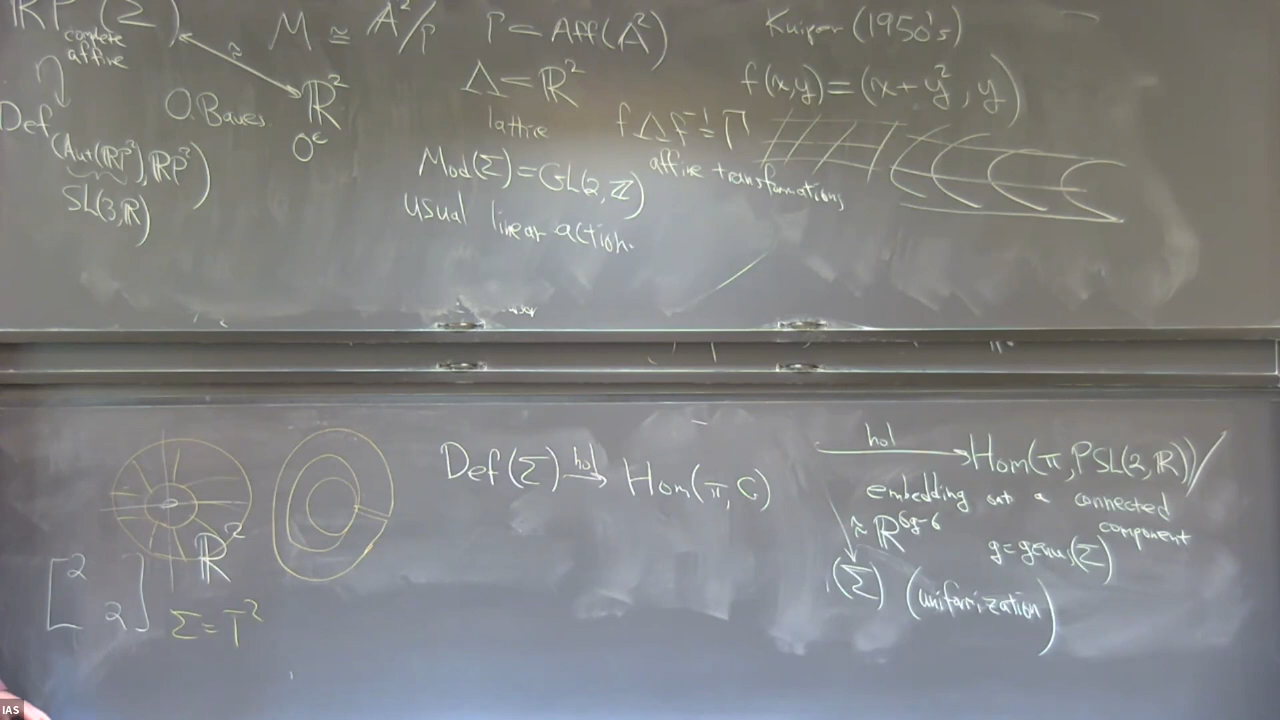 RP²(Σ)
complete
affine
Def(Aut(RP²), RP²)
SL(3,R)
≈
O. Baues
R²
0ϵ
M ≅ A²/Γ Γ ⊂ Aff(A²)
Λ ⊂ R²
lattice
Mod(Σ) = GL(2,Z)
usual linear action.
Kuiper (1950's)
f(x,y) = (x+y², y)
f Λ f⁻¹ = Γ
affine transformations
R²
[2 2]
Σ = T²
Def(Σ) hol→ Hom(π, G)
hol→ Hom(π, PSL(2,R))/
embedding onto a connected
component
≈ R^{6g-6}
g = genus(Σ)
(Σ) (uniformization)
IAS